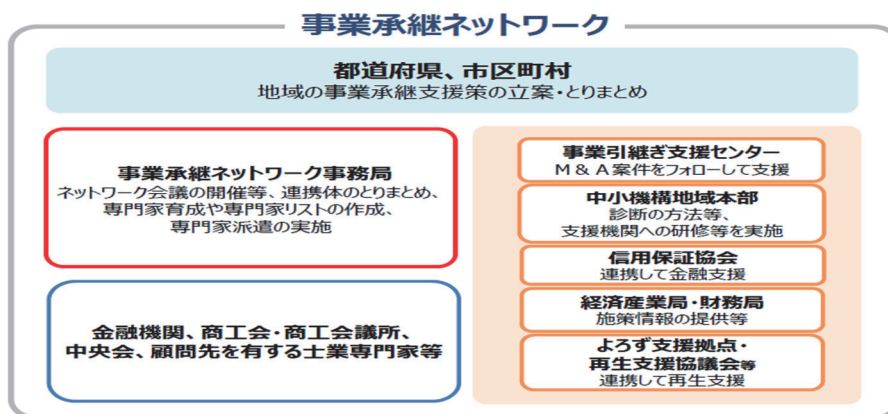 事業承継ネットワーク
都道府県、市区町村
地域の事業承継支援策の立案・とりまとめ
事業承継ネットワーク事務局
ネットワーク会議の開催等、連携体のとりまとめ、
専門家育成や専門家リストの作成、
専門家派遣の実施
金融機関、商工会・商工会議所、
中央会、顧問先を有する士業専門家等
事業引継ぎ支援センター
M&A案件をフォローして支援
中小機構地域本部
診断の方法等、
支援機関への研修等を実施
信用保証協会
連携して金融支援
経済産業局・財務局
施策情報の提供等
よろず支援拠点・
再生支援協議会等
連携して再生支援